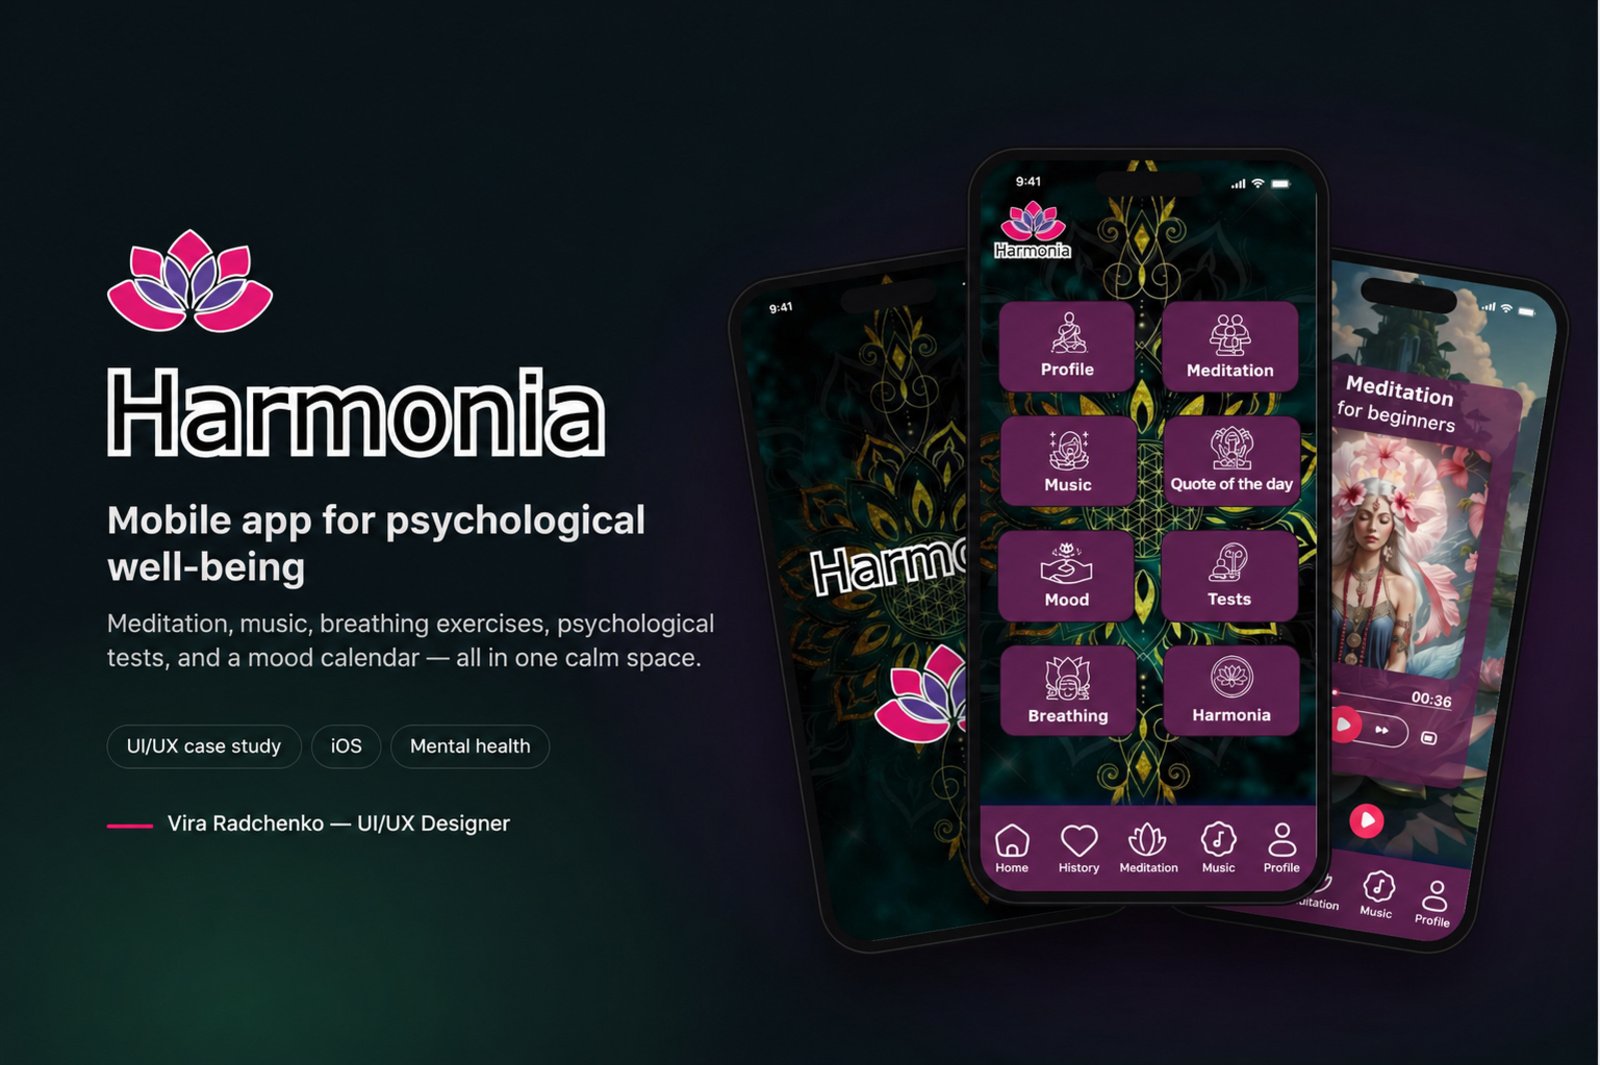 Harmonia
Mobile app for psychological
well-being
Meditation, music, breathing exercises, psychological
tests, and a mood calendar — all in one calm space.
UI/UX case study
iOS
Mental health
Vira Radchenko — UI/UX Designer
9:41
Harmo
9:41
Harmonia
Profile
Meditation
Music
Quote of the day
Mood
Tests
Breathing
Harmonia
Home
History
Meditation
Music
Profile
Meditation
for beginners
00:36
Music
Profile